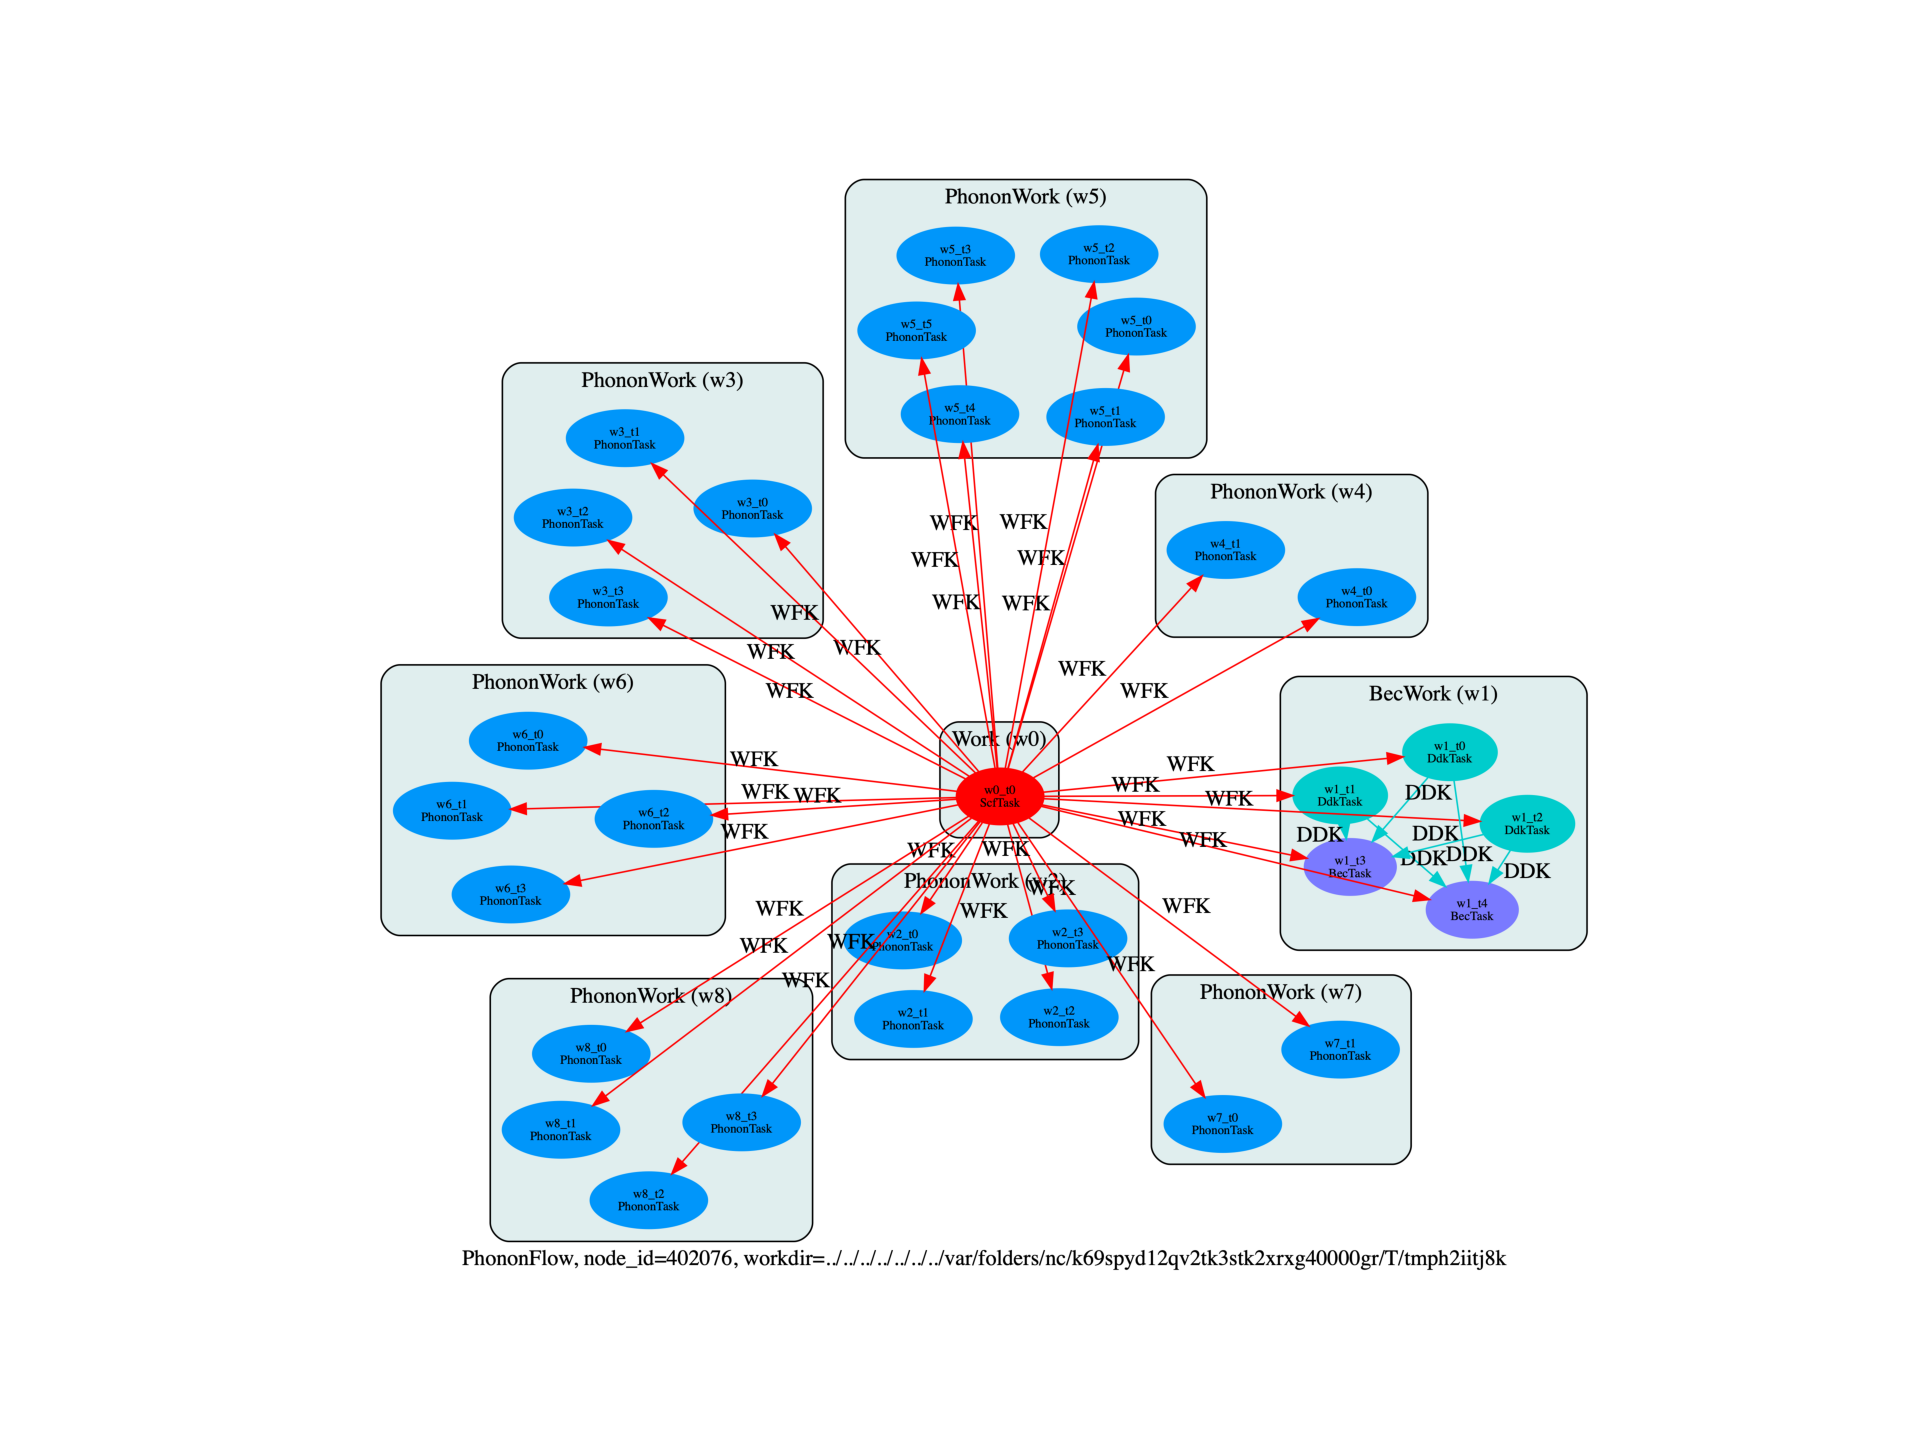 PhononWork (w5)
w5_t3
PhononTask
w5_t2
PhononTask
w5_t5
PhononTask
w5_t0
PhononTask
w5_t4
PhononTask
w5_t1
PhononTask
PhononWork (w3)
w3_t1
PhononTask
w3_t0
PhononTask
w3_t2
PhononTask
w3_t3
PhononTask
PhononWork (w4)
w4_t1
PhononTask
w4_t0
PhononTask
WFK
WFK
WFK
WFK
WFK
WFK
WFK
WFK
WFK
WFK
WFK
WFK
PhononWork (w6)
w6_t0
PhononTask
w6_t1
PhononTask
w6_t2
PhononTask
w6_t3
PhononTask
WFK
WFK
WFK
WFK
Work (w0)
w0_t0
ScfTask
BecWork (w1)
w1_t0
DdkTask
w1_t1
DdkTask
w1_t2
DdkTask
w1_t3
BecTask
w1_t4
BecTask
WFK
WFK
WFK
WFK
WFK
DDK
DDK
DDK
DDK
DDK
DDK
PhononWork (w2)
w2_t0
PhononTask
w2_t3
PhononTask
w2_t1
PhononTask
w2_t2
PhononTask
WFK
WFK
WFK
WFK
WFK
WFK
WFK
WFK
WFK
WFK
PhononWork (w8)
w8_t0
PhononTask
w8_t1
PhononTask
w8_t3
PhononTask
w8_t2
PhononTask
PhononWork (w7)
w7_t1
PhononTask
w7_t0
PhononTask
PhononFlow, node_id=402076, workdir=../../../../../../../var/folders/nc/k69spyd12qv2tk3stk2xrxg40000gr/T/tmph2iitj8k